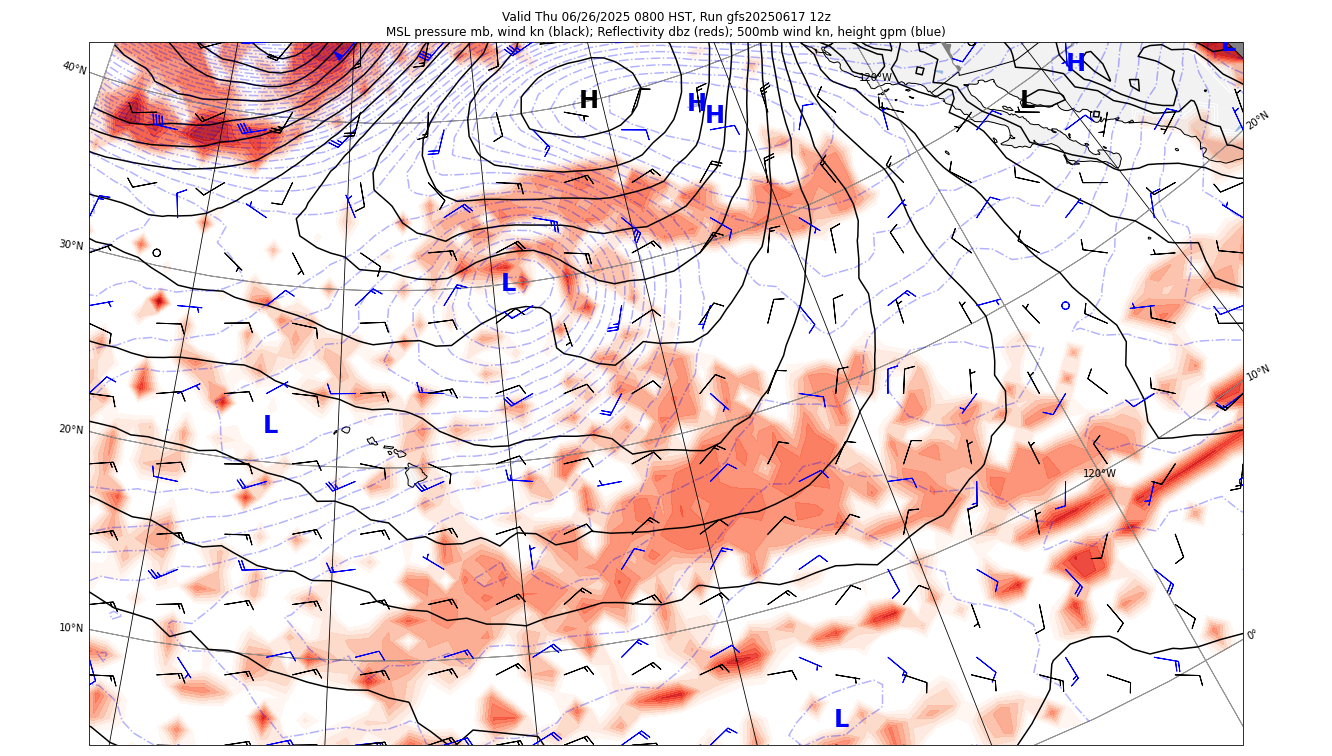 Valid Thu 06/26/2025 0800 HST, Run gfs20250617 12z
MSL pressure mb, wind kn (black); Reflectivity dbz (reds); 500mb wind kn, height gpm (blue)
40°N
120°W
H
L
H
H
H
L
20°N
30°N
L
10°N
20°N
L
120°W
10°N
0°
L